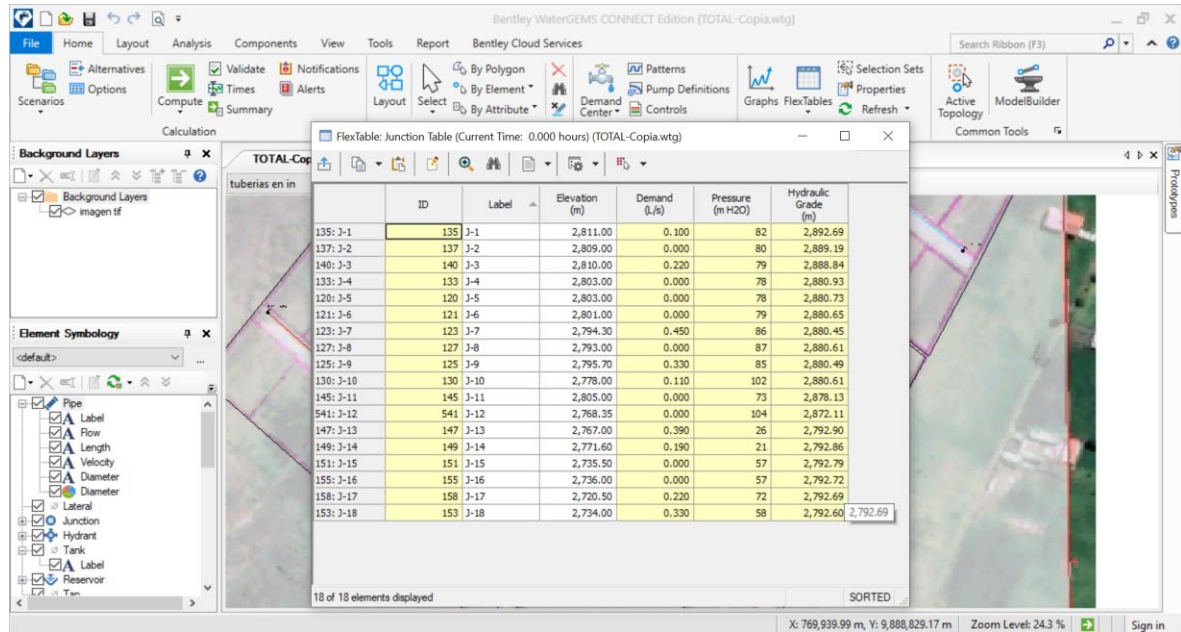 Bentley WaterGEMS CONNECT Edition [TOTAL-Copia.wtg]
File Home Layout Analysis Components View Tools Report Bentley Cloud Services Search Ribbon (F3)
Scenarios
Alternatives
Options
Compute
Validate
Times
Summary
Notifications
Alerts
Calculation
Layout
Select
By Polygon
By Element
By Attribute
Demand Center
Patterns
Pump Definitions
Controls
Graphs
FlexTables
Selection Sets
Properties
Refresh
Active Topology
ModelBuilder
Common Tools
Background Layers
Background Layers
imagen tif
TOTAL-Cop
tuberias en in
Prototypes
FlexTable: Junction Table (Current Time: 0.000 hours) (TOTAL-Copia.wtg)
ID Label Elevation (m) Demand (L/s) Pressure (m H2O) Hydraulic Grade (m)
135: J-1 135 J-1 2,811.00 0.100 82 2,892.69
137: J-2 137 J-2 2,809.00 0.000 80 2,889.19
140: J-3 140 J-3 2,810.00 0.220 79 2,888.84
133: J-4 133 J-4 2,803.00 0.000 78 2,880.93
120: J-5 120 J-5 2,803.00 0.000 78 2,880.73
121: J-6 121 J-6 2,801.00 0.000 79 2,880.65
123: J-7 123 J-7 2,794.30 0.450 86 2,880.45
127: J-8 127 J-8 2,793.00 0.000 87 2,880.61
125: J-9 125 J-9 2,795.70 0.330 85 2,880.49
130: J-10 130 J-10 2,778.00 0.110 102 2,880.61
145: J-11 145 J-11 2,805.00 0.000 73 2,878.13
541: J-12 541 J-12 2,768.35 0.000 104 2,872.11
147: J-13 147 J-13 2,767.00 0.390 26 2,792.90
149: J-14 149 J-14 2,771.60 0.190 21 2,792.86
151: J-15 151 J-15 2,735.50 0.000 57 2,792.79
155: J-16 155 J-16 2,736.00 0.000 57 2,792.72
158: J-17 158 J-17 2,720.50 0.220 72 2,792.69
153: J-18 153 J-18 2,734.00 0.330 58 2,792.60 2,792.69
18 of 18 elements displayed SORTED
Element Symbology
<default>
Pipe
Label
Flow
Length
Velocity
Diameter
Diameter
Lateral
Junction
Hydrant
Tank
Label
Reservoir
Tap
X: 769,939.99 m, Y: 9,888,829.17 m Zoom Level: 24.3 % Sign in